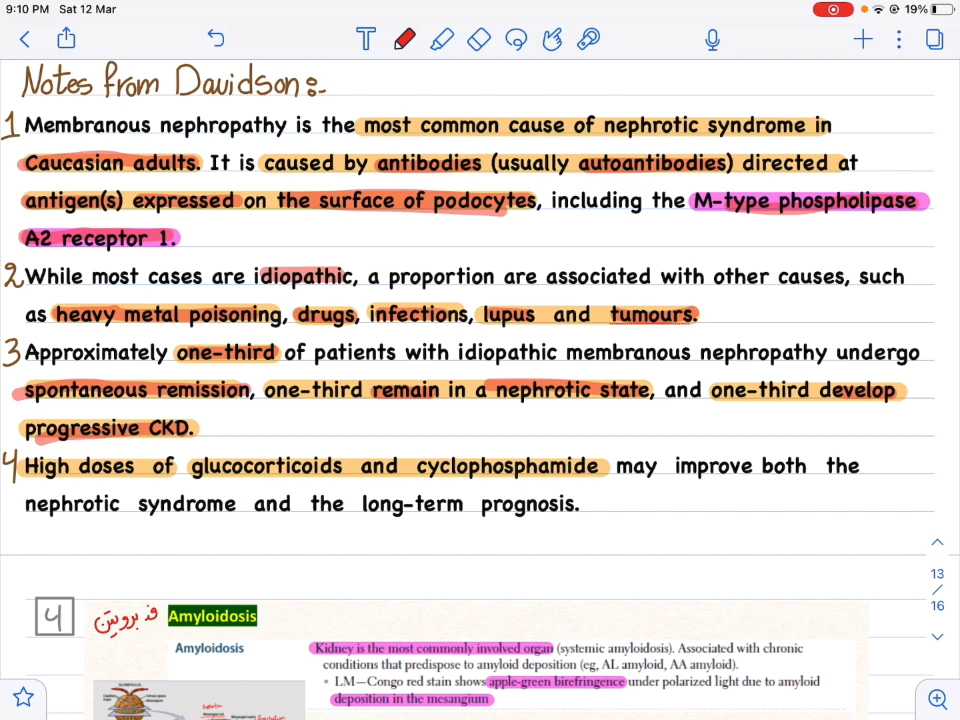 9:10 PM Sat 12 Mar
19%
Notes from Davidson:-
1 Membranous nephropathy is the most common cause of nephrotic syndrome in
Caucasian adults. It is caused by antibodies (usually autoantibodies) directed at
antigen(s) expressed on the surface of podocytes, including the M-type phospholipase
A2 receptor 1.
2 While most cases are idiopathic, a proportion are associated with other causes, such
as heavy metal poisoning, drugs, infections, lupus and tumours.
3 Approximately one-third of patients with idiopathic membranous nephropathy undergo
spontaneous remission, one-third remain in a nephrotic state, and one-third develop
progressive CKD.
4 High doses of glucocorticoids and cyclophosphamide may improve both the
nephrotic syndrome and the long-term prognosis.
13
/
16
4
Amyloidosis
Amyloidosis
Kidney is the most commonly involved organ (systemic amyloidosis). Associated with chronic
conditions that predispose to amyloid deposition (eg, AL amyloid, AA amyloid).
LM—Congo red stain shows apple-green birefringence under polarized light due to amyloid
deposition in the mesangium